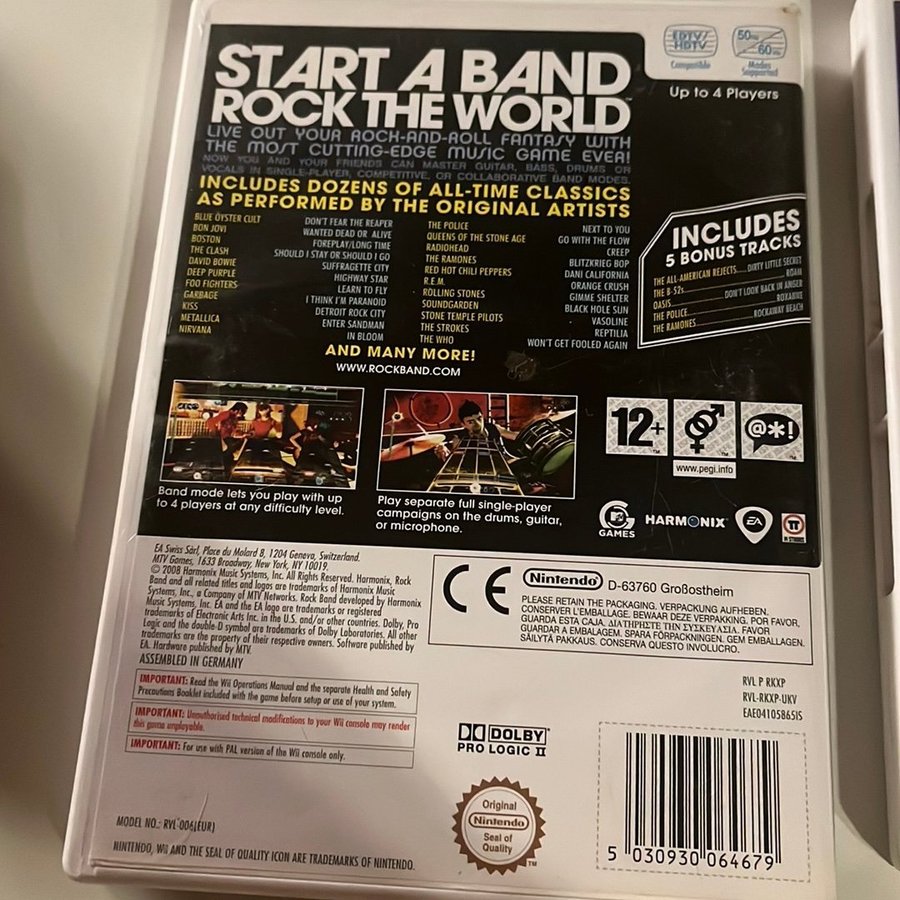 START A BAND
ROCK THE WORLD™
LIVE OUT YOUR ROCK-AND-ROLL FANTASY WITH
THE MOST CUTTING-EDGE MUSIC GAME EVER!
NOW YOU AND YOUR FRIENDS CAN MASTER GUITAR, BASS, DRUMS OR
VOCALS IN SINGLE-PLAYER, COMPETITIVE, OR COLLABORATIVE BAND MODES.
INCLUDES DOZENS OF ALL-TIME CLASSICS
AS PERFORMED BY THE ORIGINAL ARTISTS
BLUE ÖYSTER CULT DON'T FEAR THE REAPER
BON JOVI WANTED DEAD OR ALIVE
BOSTON FOREPLAY/LONG TIME
THE CLASH SHOULD I STAY OR SHOULD I GO
DAVID BOWIE SUFFRAGETTE CITY
DEEP PURPLE HIGHWAY STAR
FOO FIGHTERS LEARN TO FLY
GARBAGE I THINK I'M PARANOID
KISS DETROIT ROCK CITY
METALLICA ENTER SANDMAN
NIRVANA IN BLOOM
THE POLICE NEXT TO YOU
QUEENS OF THE STONE AGE GO WITH THE FLOW
RADIOHEAD CREEP
THE RAMONES BLITZKRIEG BOP
RED HOT CHILI PEPPERS DANI CALIFORNIA
R.E.M. ORANGE CRUSH
ROLLING STONES GIMME SHELTER
SOUNDGARDEN BLACK HOLE SUN
STONE TEMPLE PILOTS VASOLINE
THE STROKES REPTILIA
THE WHO WON'T GET FOOLED AGAIN
AND MANY MORE!
WWW.ROCKBAND.COM
EDTV/
HDTV
Compatible
50Hz
60Hz
Modes
Supported
Up to 4 Players
INCLUDES
5 BONUS TRACKS
THE ALL-AMERICAN REJECTS.....DIRTY LITTLE SECRET
THE B-52s.....ROAM
OASIS.....DON'T LOOK BACK IN ANGER
THE POLICE.....ROXANNE
THE RAMONES.....ROCKAWAY BEACH
Band mode lets you play with up
to 4 players at any difficulty level.
Play separate full single-player
campaigns on the drums, guitar,
or microphone.
12+
@*!
www.pegi.info
GAMES
HARMONIX
EA
EA Swiss Sàrl, Place du Molard 8, 1204 Geneva, Switzerland.
MTV Games, 1633 Broadway, New York, NY 10019.
© 2008 Harmonix Music Systems, Inc. All Rights Reserved. Harmonix, Rock
Band and all related titles and logos are trademarks of Harmonix Music
Systems, Inc., a Company of MTV Networks. Rock Band developed by Harmonix
Music Systems, Inc. EA and the EA logo are trademarks or registered
trademarks of Electronic Arts Inc. in the U.S. and/or other countries. Dolby, Pro
Logic and the double-D symbol are trademarks of Dolby Laboratories. All other
trademarks are the property of their respective owners. Software published by
EA. Hardware published by MTV.
ASSEMBLED IN GERMANY
IMPORTANT: Read the Wii Operations Manual and the separate Health and Safety
Precautions Booklet included with the game before setup or use of your system.
IMPORTANT: Unauthorised technical modifications to your Wii console may render
this game unplayable.
IMPORTANT: For use with PAL version of the Wii console only.
CE Nintendo® D-63760 Großostheim
PLEASE RETAIN THE PACKAGING. VERPACKUNG AUFHEBEN.
CONSERVER L'EMBALLAGE. BEWAAR DEZE VERPAKKING. POR FAVOR,
GUARDA ESTA CAJA. ΔΙΑΤΗΡΗΣΤΕ ΤΗΝ ΣΥΣΚΕΥΑΣΙΑ. FAVOR
GUARDAR A EMBALAGEM. SPARA FÖRPACKNINGEN. GEM EMBALLAGEN.
SÄILYTÄ PAKKAUS. CONSERVA QUESTO INVOLUCRO.
RVL P RKXP
RVL-RKXP-UKV
EAE04105865IS
DOLBY
PRO LOGIC II
Original
Nintendo
Seal of
Quality
TM
5 030930 064679
MODEL NO.: RVL-006(EUR)
NINTENDO, Wii AND THE SEAL OF QUALITY ICON ARE TRADEMARKS OF NINTENDO.